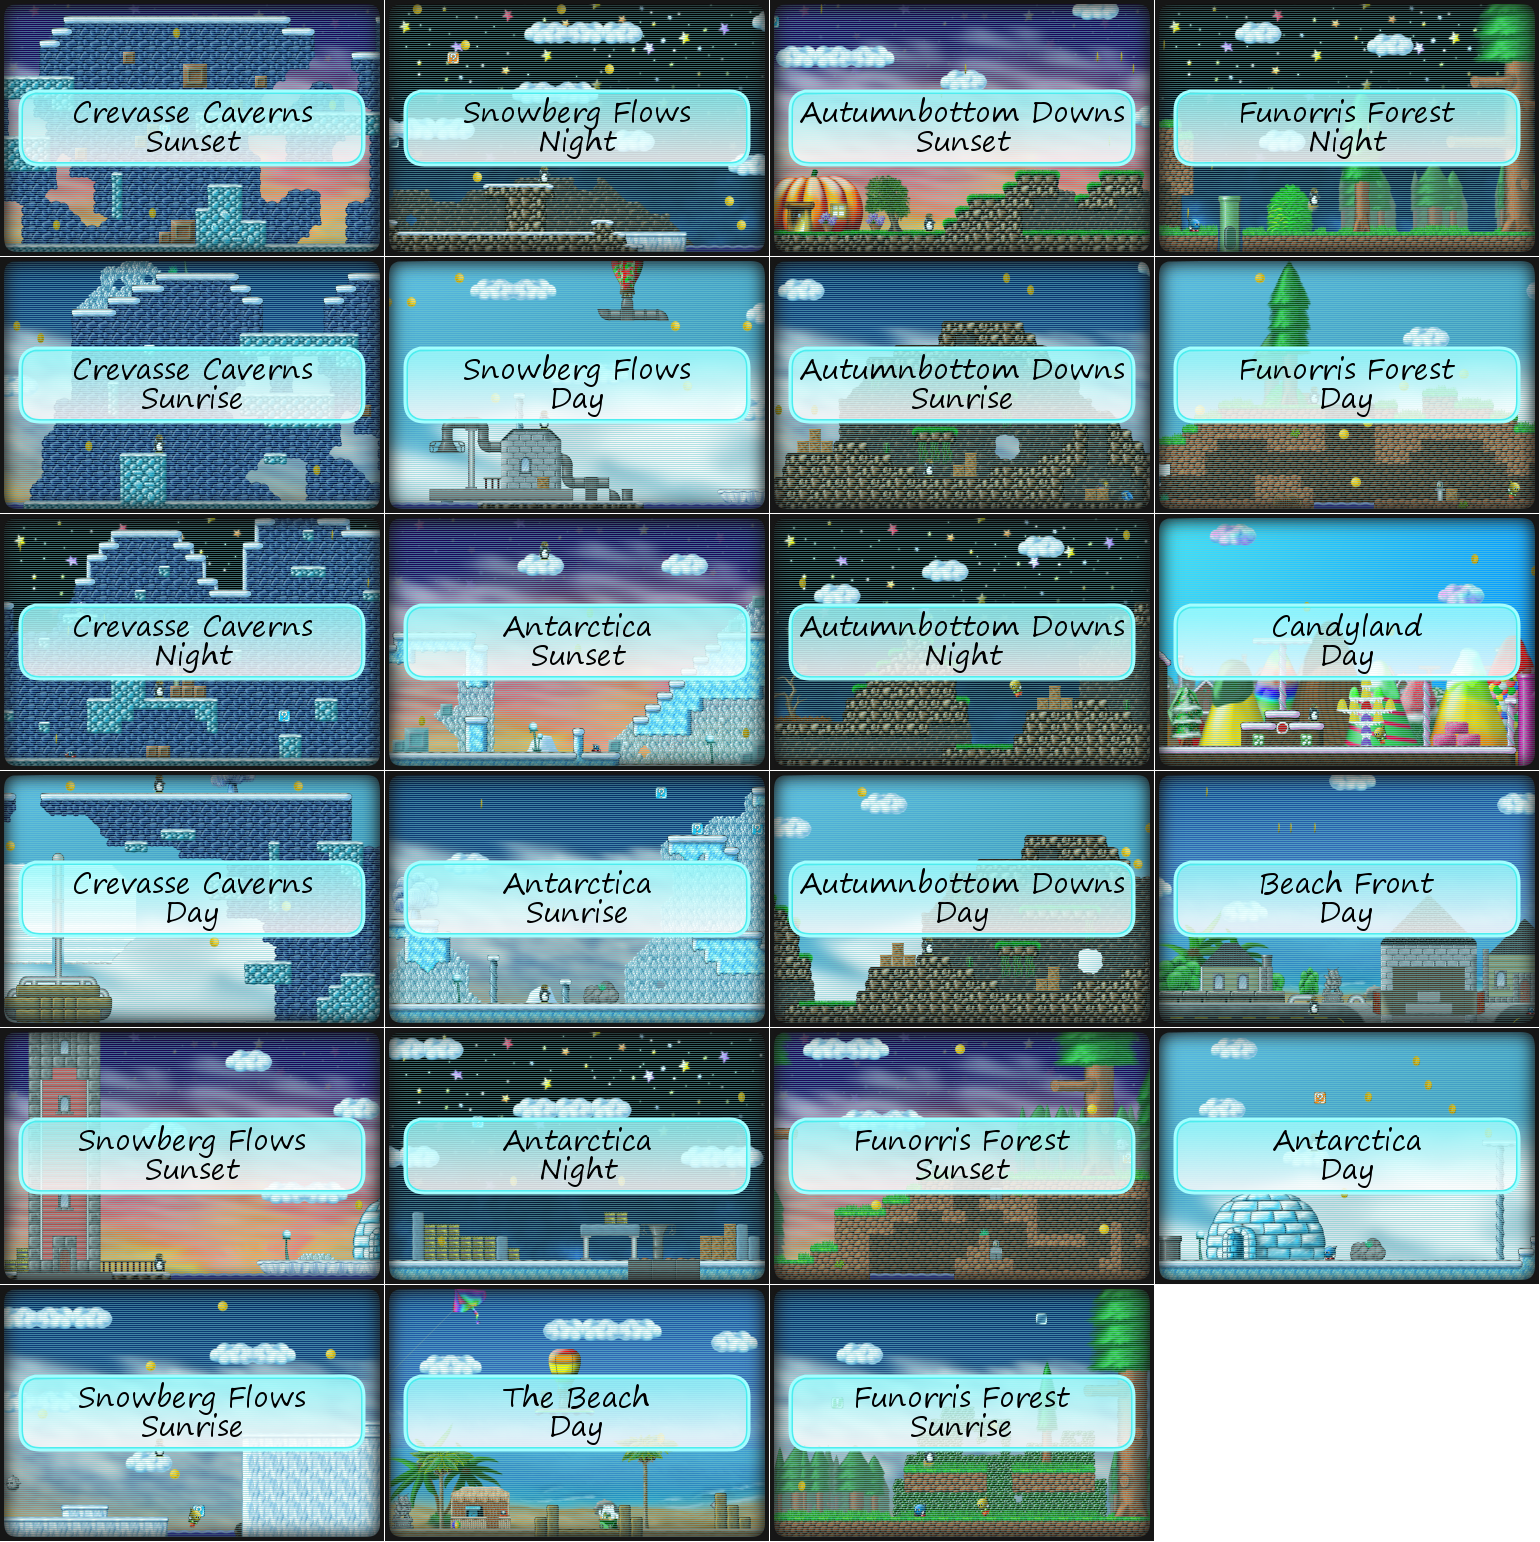 Crevasse Caverns
Sunset
Snowberg Flows
Night
Autumnbottom Downs
Sunset
Funorris Forest
Night
Crevasse Caverns
Sunrise
Snowberg Flows
Day
Autumnbottom Downs
Sunrise
Funorris Forest
Day
Crevasse Caverns
Night
Antarctica
Sunset
Autumnbottom Downs
Night
Candyland
Day
Crevasse Caverns
Day
Antarctica
Sunrise
Autumnbottom Downs
Day
Beach Front
Day
Snowberg Flows
Sunset
Antarctica
Night
Funorris Forest
Sunset
Antarctica
Day
Snowberg Flows
Sunrise
The Beach
Day
Funorris Forest
Sunrise